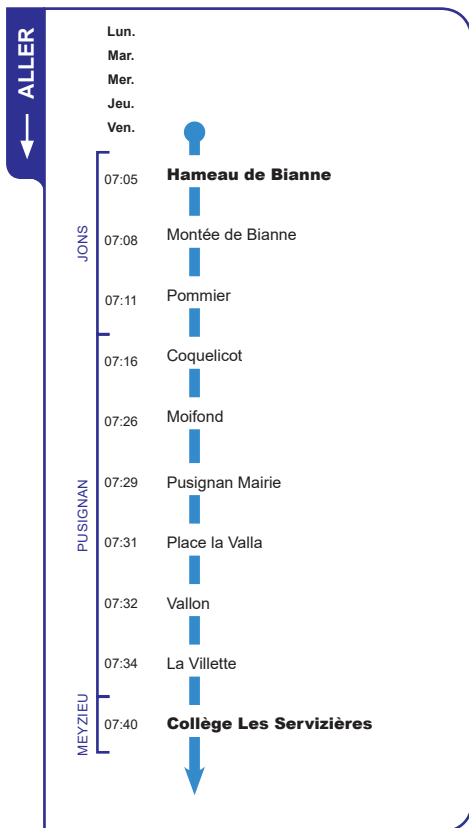 ALLER
Lun.
Mar.
Mer.
Jeu.
Ven.
JONS
07:05 Hameau de Bianne
07:08 Montée de Bianne
07:11 Pommier
PUSIGNAN
07:16 Coquelicot
07:26 Moifond
07:29 Pusignan Mairie
07:31 Place la Valla
07:32 Vallon
07:34 La Villette
MEYZIEU
07:40 Collège Les Servizières